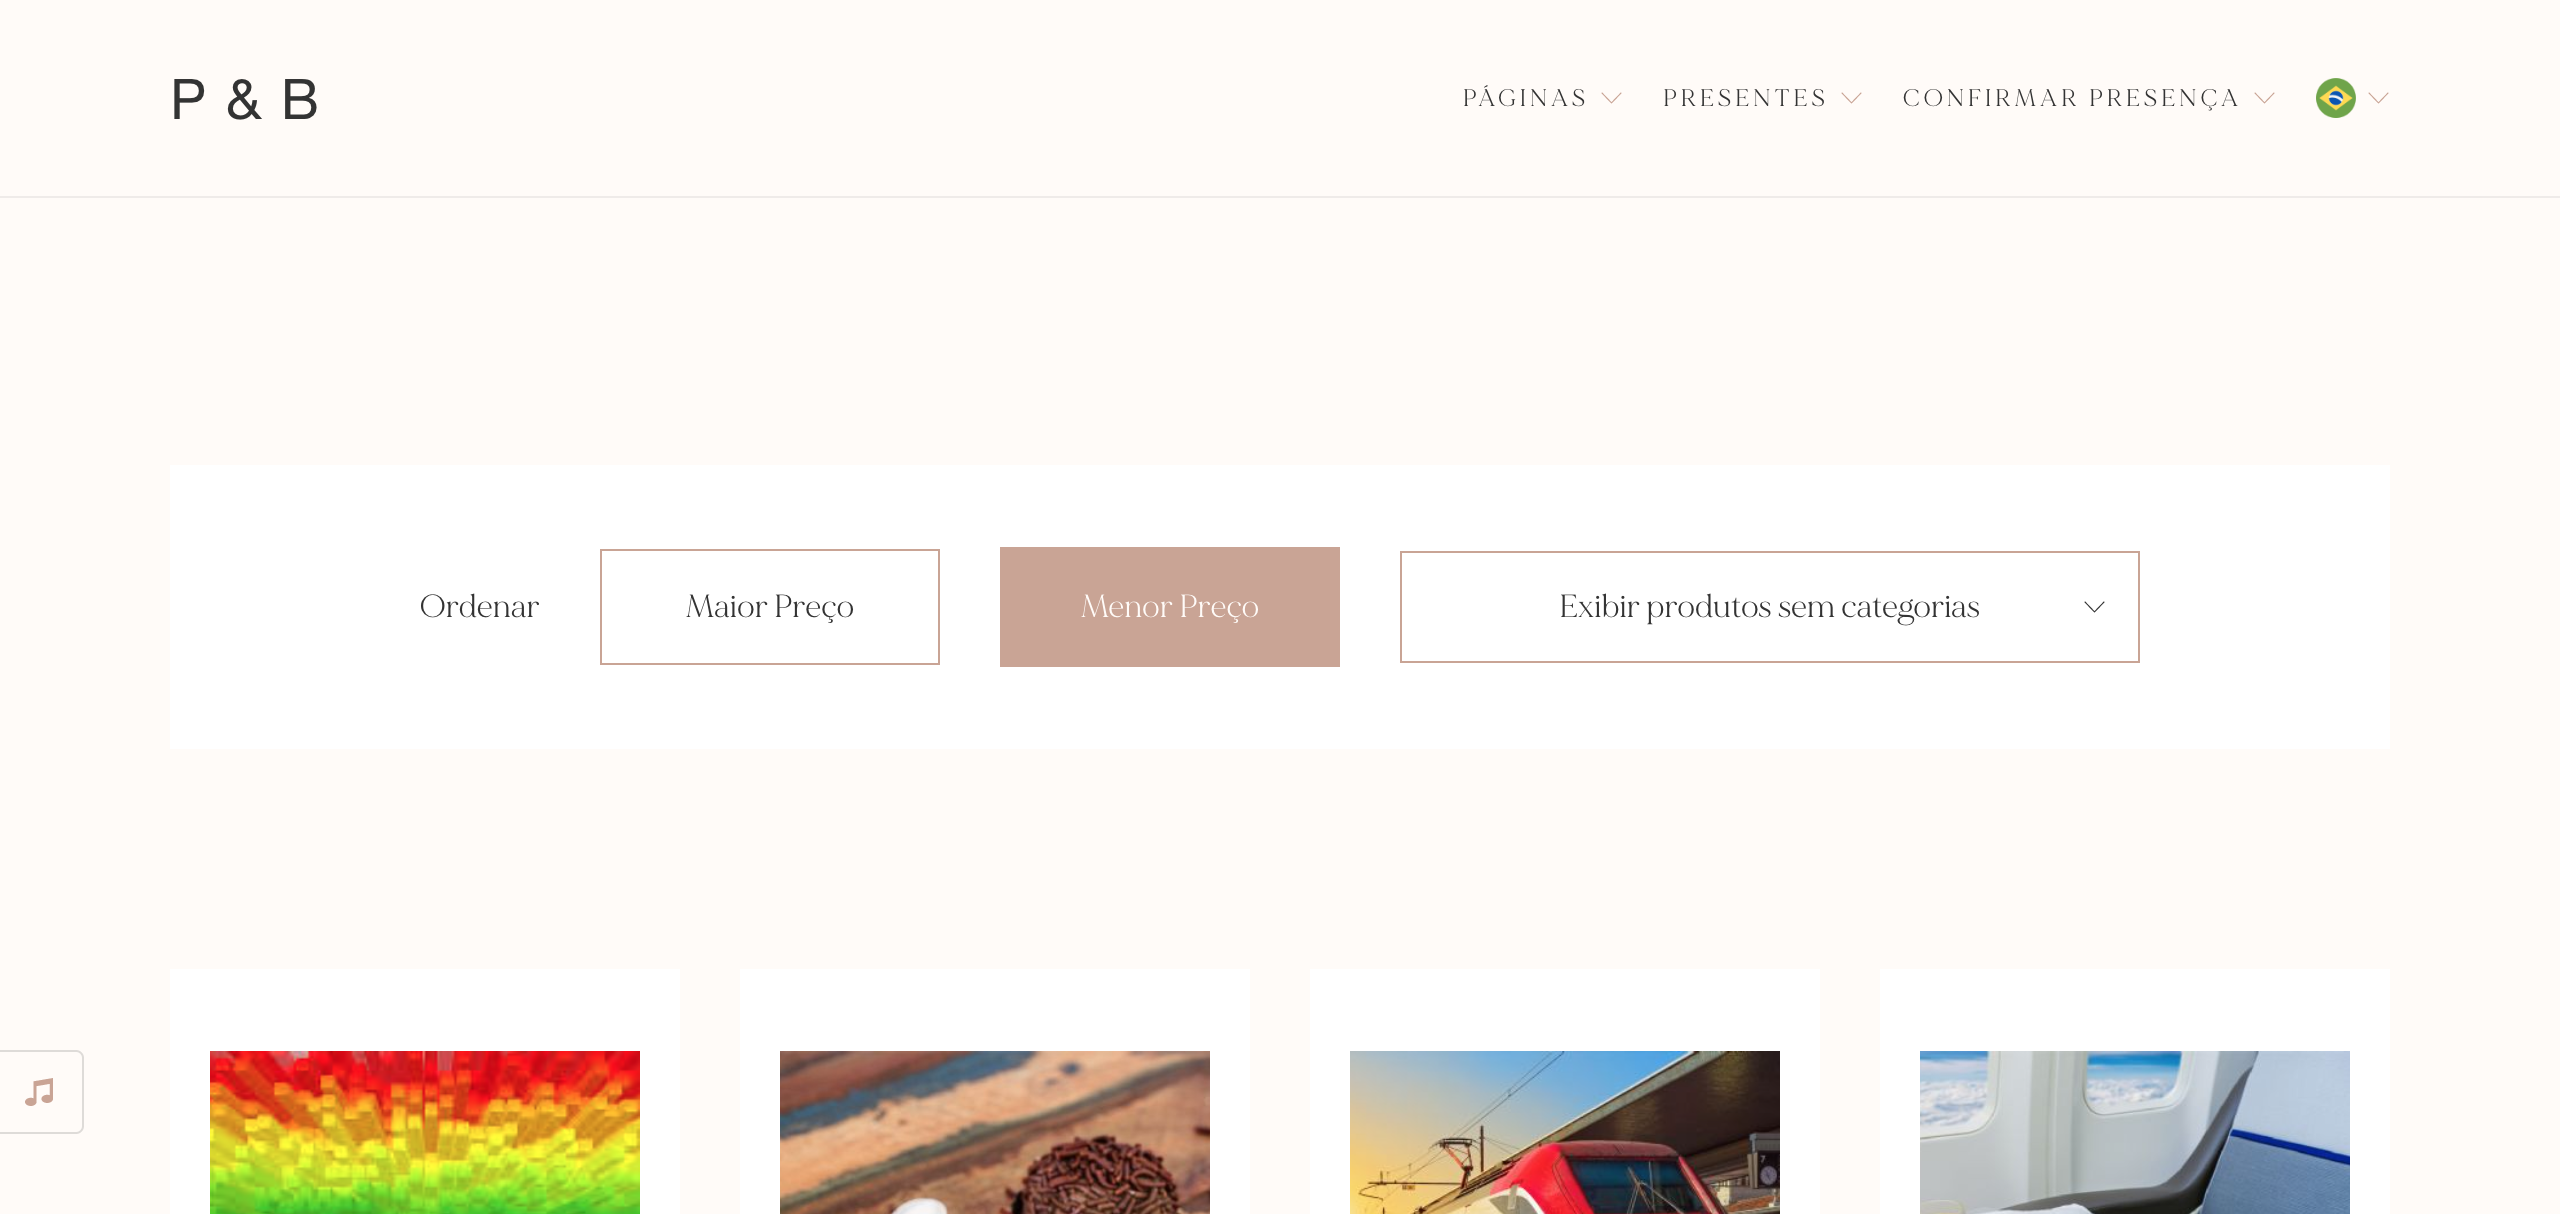 P & B
PÁGINAS
PRESENTES
CONFIRMAR PRESENÇA
Ordenar
Maior Preço
Menor Preço
Exibir produtos sem categorias